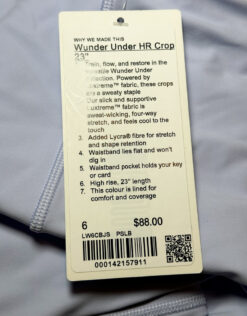 WHY WE MADE THIS
Wunder Under HR Crop
23"
Train, flow, and restore in the
versatile Wunder Under
collection. Powered by
Luxtreme™ fabric, these crops
are a sweaty staple
Our slick and supportive
Luxtreme™ fabric is
sweat-wicking, four-way
stretch, and feels cool to the
touch
3. Added Lycra® fibre for stretch
and shape retention
4. Waistband lies flat and won't
dig in
5. Waistband pocket holds your key
or card
6. High rise, 23" length
7. This colour is lined for
comfort and coverage
6 $88.00
LW6CBJS PSLB
000142157911